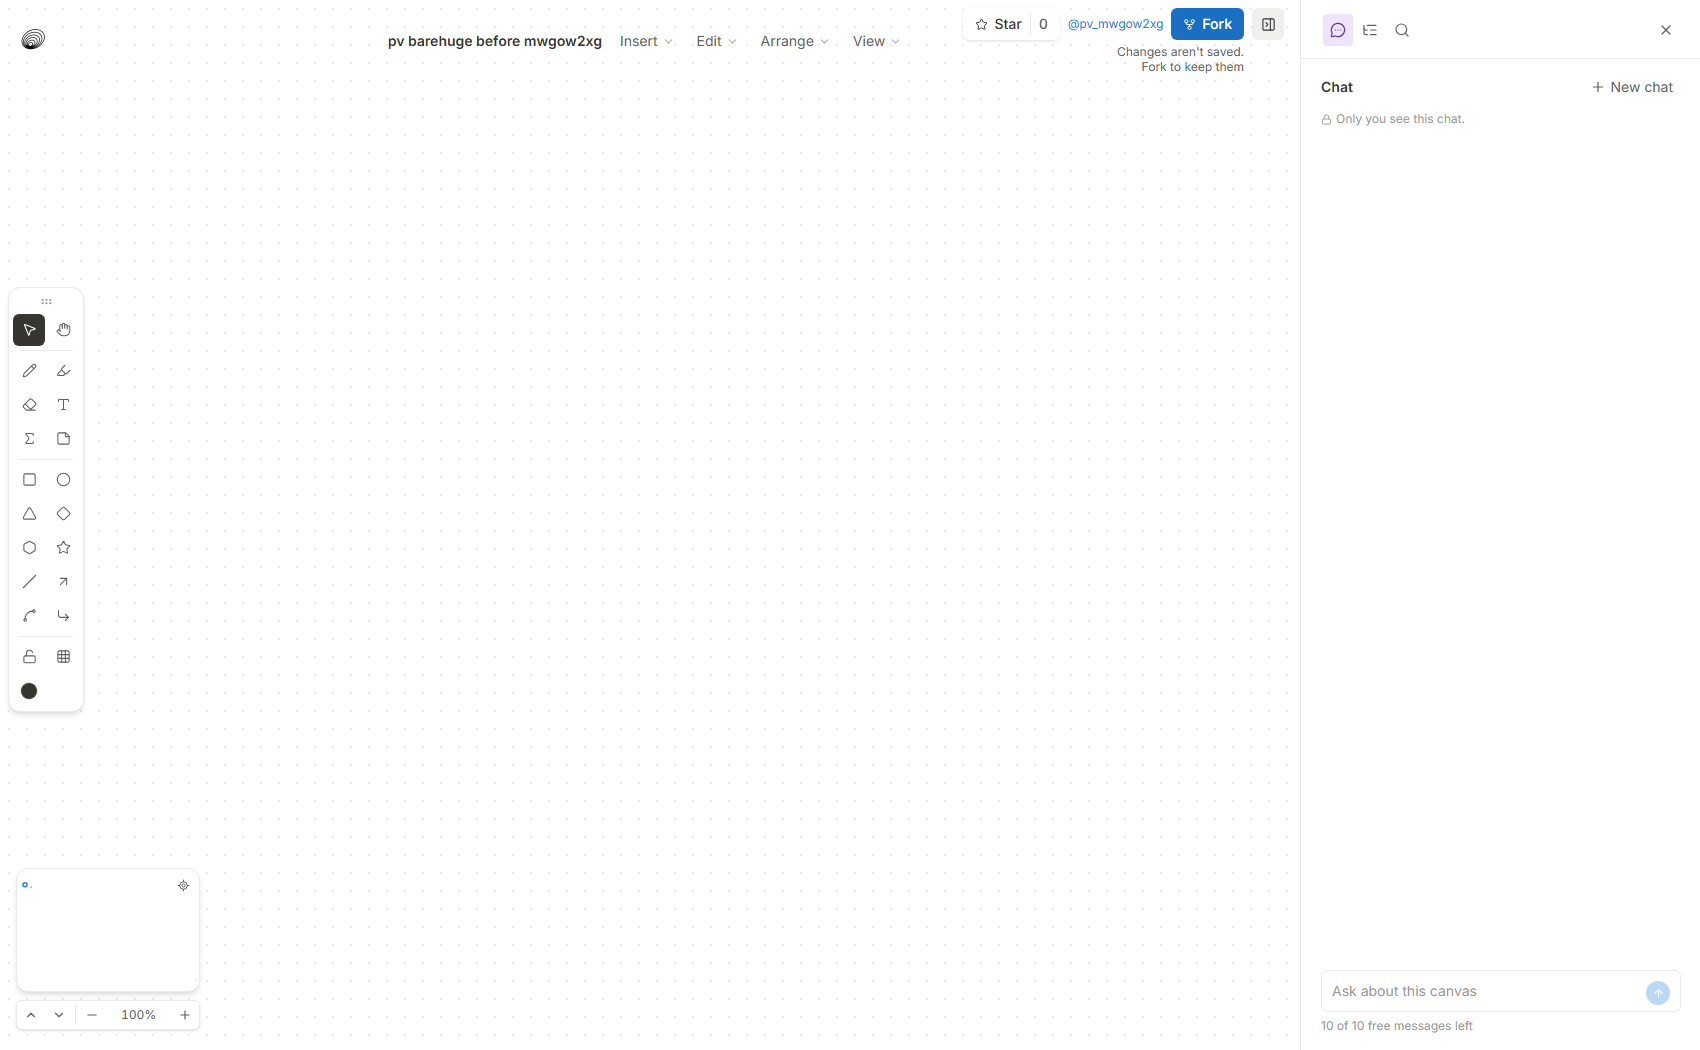 pv barehuge before mwgow2xg
Insert
Edit
Arrange
View
Star 0
@pv_mwgow2xg
Fork
Changes aren't saved.
Fork to keep them
Chat
New chat
Only you see this chat.
100%
Ask about this canvas
10 of 10 free messages left